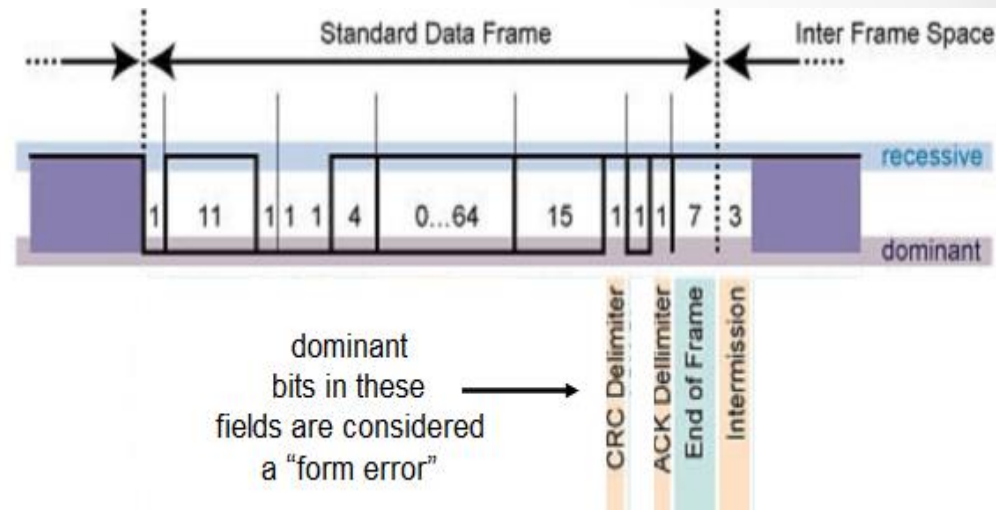 Standard Data Frame
Inter Frame Space
recessive
1 11 1 1 1 4 0...64 15 1 1 1 7 3
dominant
dominant
bits in these
fields are considered
a “form error”
CRC Delimiter
ACK Dellimiter
End of Frame
Intermission